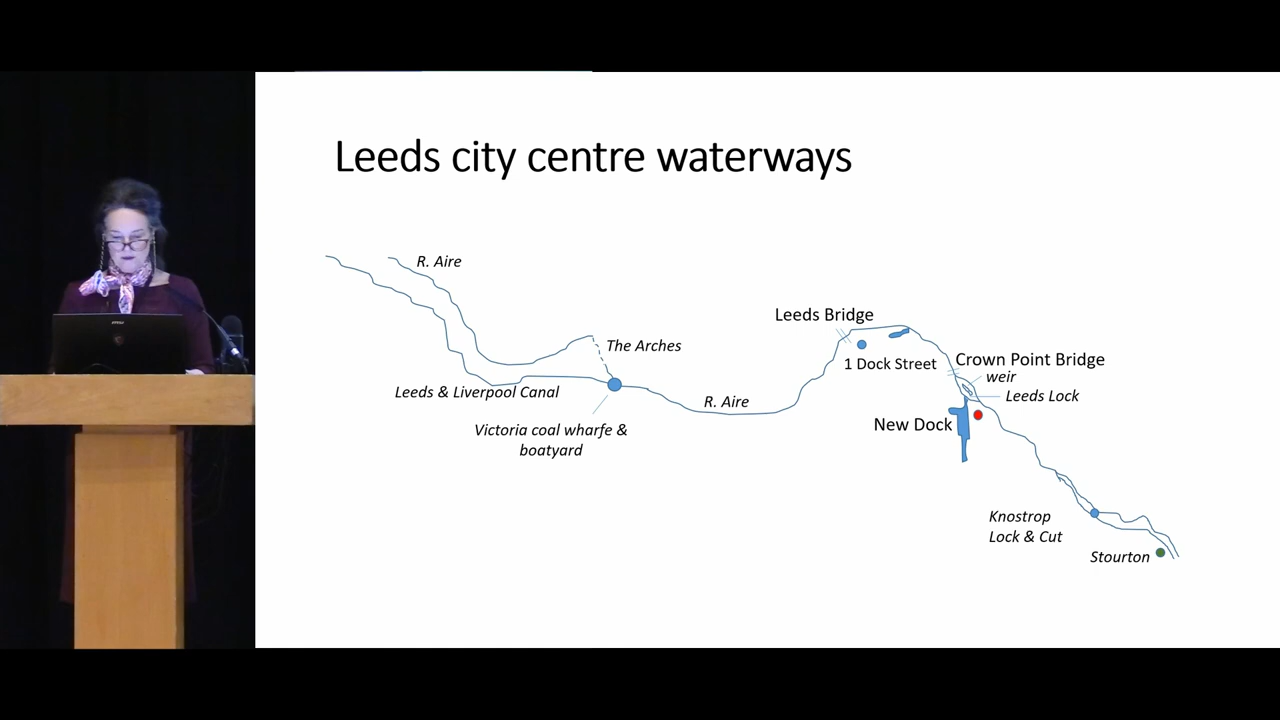 Leeds city centre waterways
R. Aire
Leeds Bridge
The Arches
1 Dock Street
Crown Point Bridge
weir
Leeds & Liverpool Canal
Leeds Lock
R. Aire
New Dock
Victoria coal wharfe &
boatyard
Knostrop
Lock & Cut
Stourton